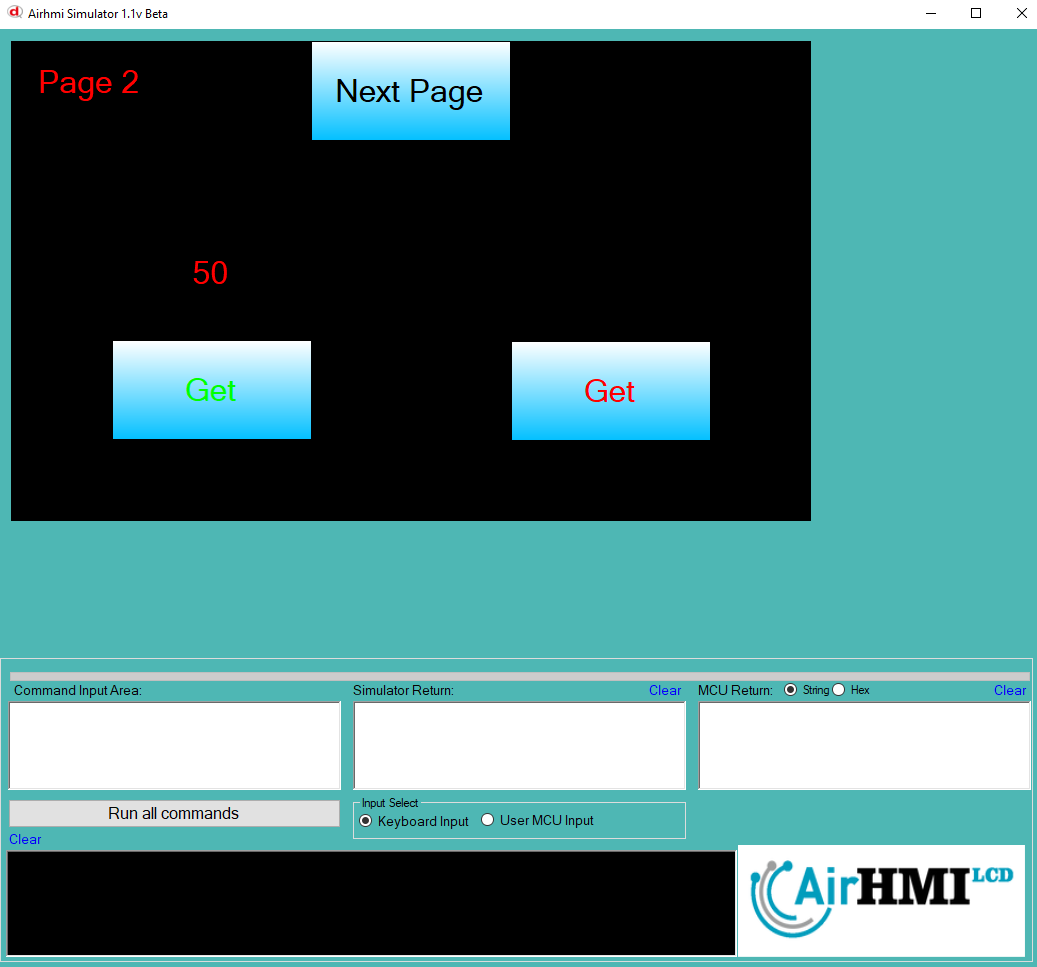 Airhmi Simulator 1.1v Beta
Page 2
Next Page
50
Get
Get
Command Input Area:
Simulator Return:
Clear
MCU Return:
String
Hex
Clear
Run all commands
Input Select
Keyboard Input
User MCU Input
Clear
AirHMI LCD